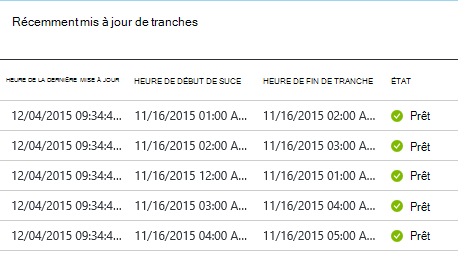 Récemment mis à jour de tranches
HEURE DE LA DERNIÈRE MISE À JOUR HEURE DE DÉBUT DE SUCE HEURE DE FIN DE TRANCHE ÉTAT
12/04/2015 09:34:4... 11/16/2015 01:00 A... 11/16/2015 02:00 A... Prêt
12/04/2015 09:34:4... 11/16/2015 02:00 A... 11/16/2015 03:00 A... Prêt
12/04/2015 09:34:4... 11/16/2015 12:00 A... 11/16/2015 01:00 A... Prêt
12/04/2015 09:34:4... 11/16/2015 03:00 A... 11/16/2015 04:00 A... Prêt
12/04/2015 09:34:4... 11/16/2015 04:00 A... 11/16/2015 05:00 A... Prêt